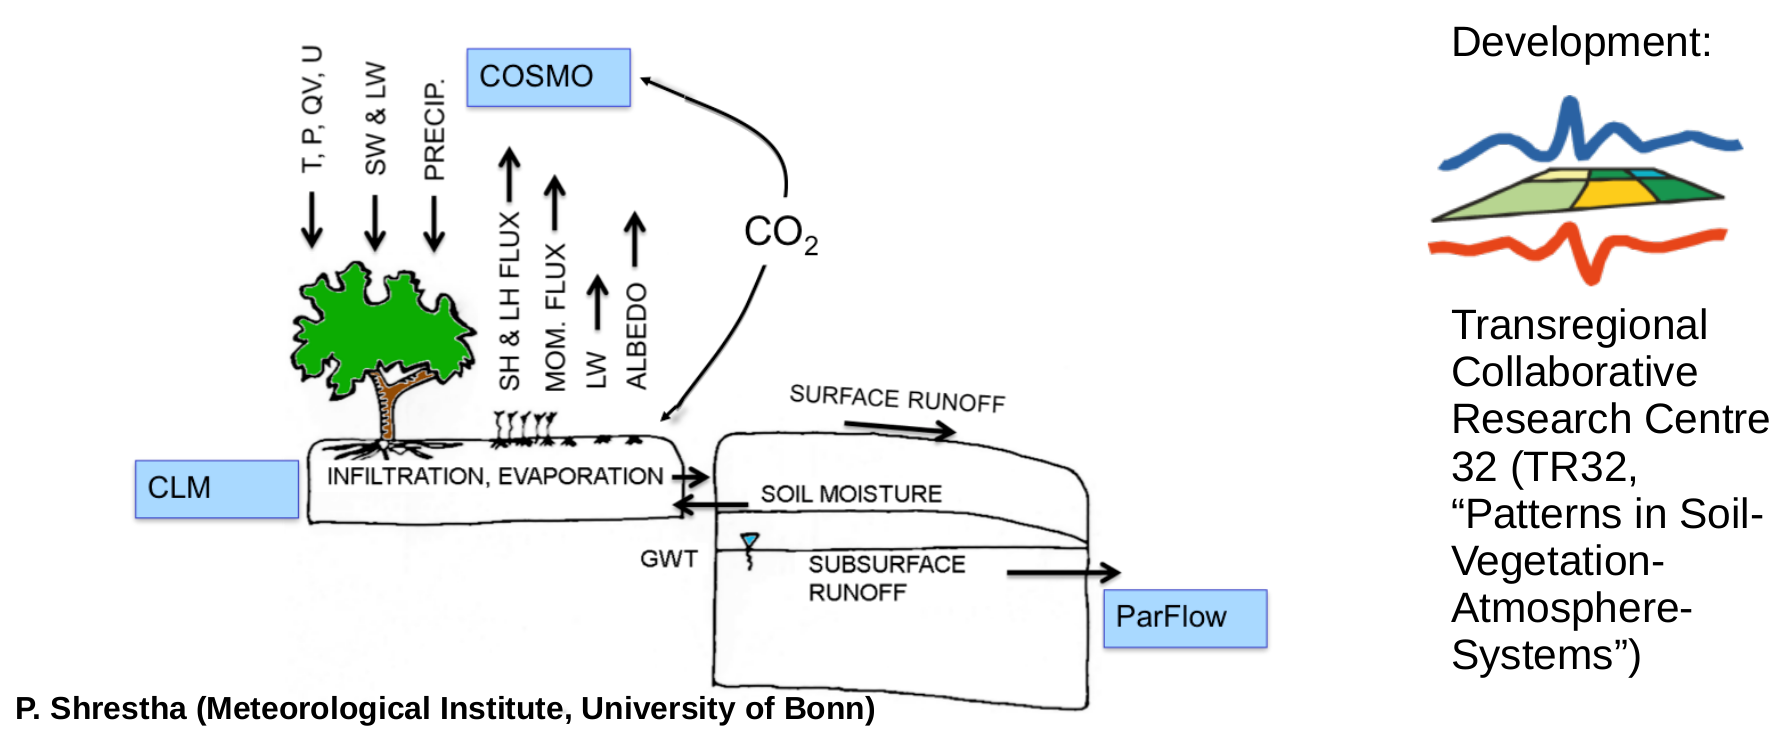 T, P, QV, U
SW & LW
PRECIP.
COSMO
SH & LH FLUX
MOM. FLUX
LW
ALBEDO
CO₂
SURFACE RUNOFF
CLM
INFILTRATION, EVAPORATION
SOIL MOISTURE
GWT
SUBSURFACE
RUNOFF
ParFlow
P. Shrestha (Meteorological Institute, University of Bonn)
Development:
Transregional
Collaborative
Research Centre
32 (TR32,
“Patterns in Soil-
Vegetation-
Atmosphere-
Systems”)